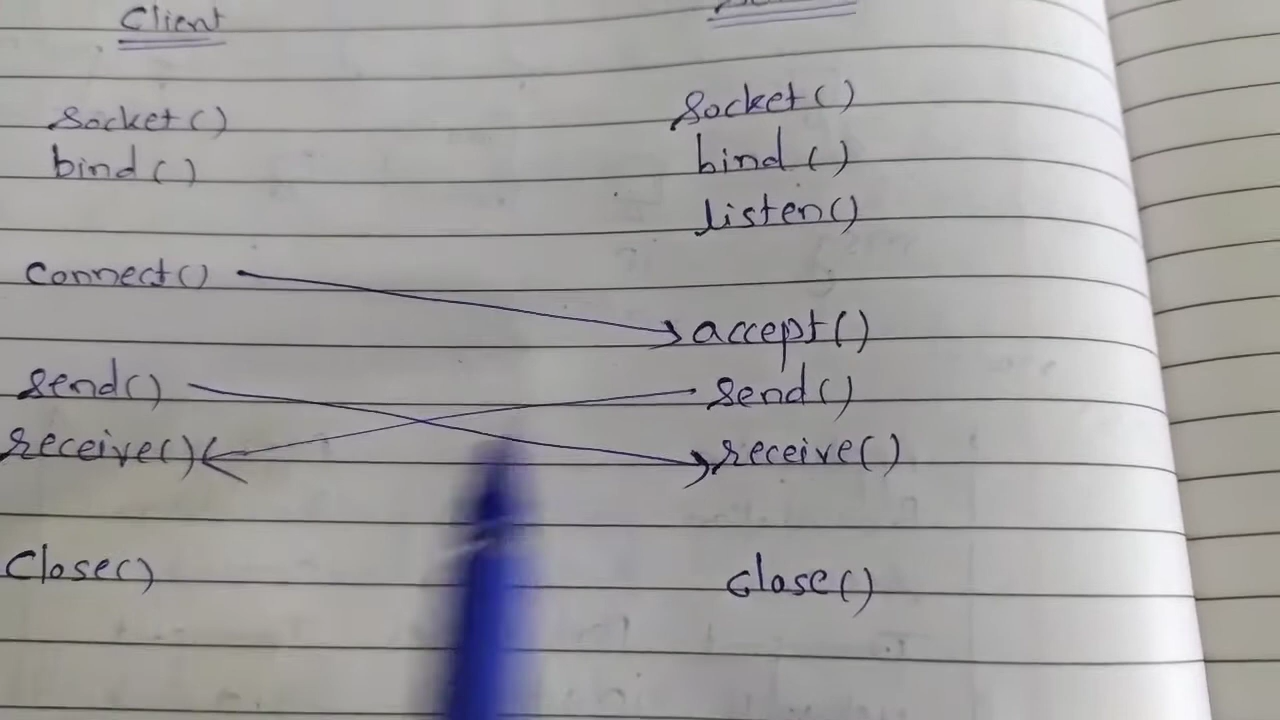 Client
Socket()
bind()
Connect()
Send()
receive()
Close()
Socket()
bind()
listen()
accept()
Send()
receive()
Close()